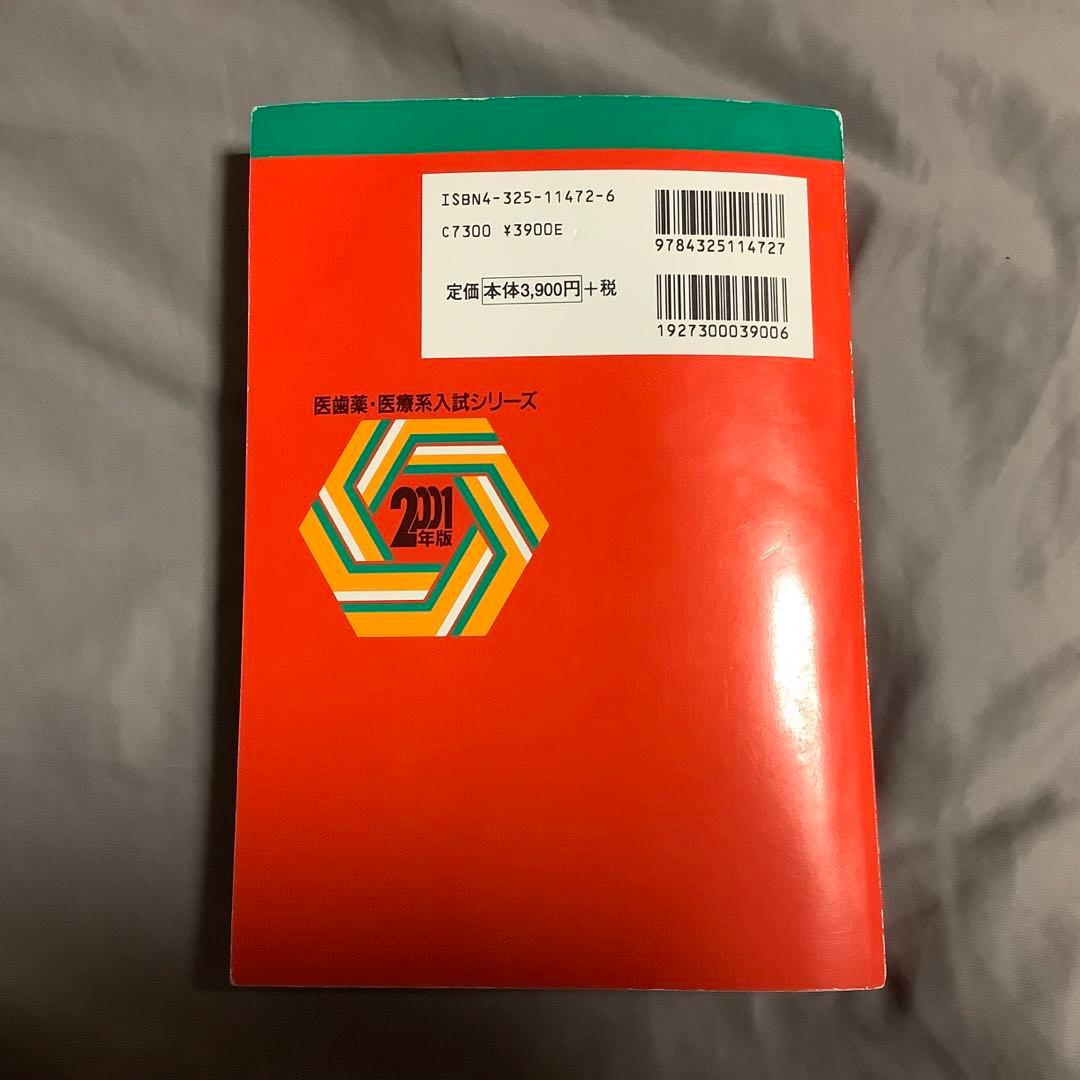 ISBN4-325-11472-6
C7300 ¥3900E
定価本体3,900円+税
9784325114727
1927300039006
医歯薬・医療系入試シリーズ
2001
年版